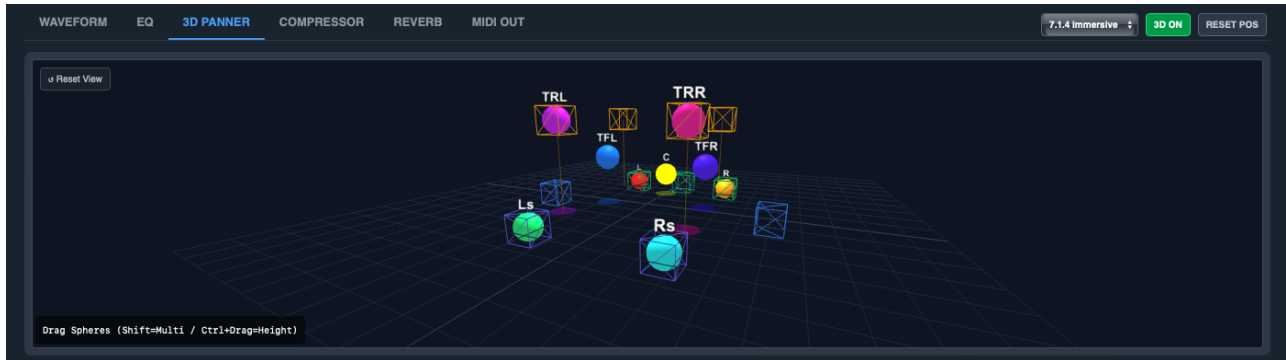 WAVEFORM EQ 3D PANNER COMPRESSOR REVERB MIDI OUT 7.1.4 Immersive 3D ON RESET POS
↺ Reset View
TRL TRR
TFL TFR
L C R
Ls
Rs
Drag Spheres (Shift=Multi / Ctrl+Drag=Height)